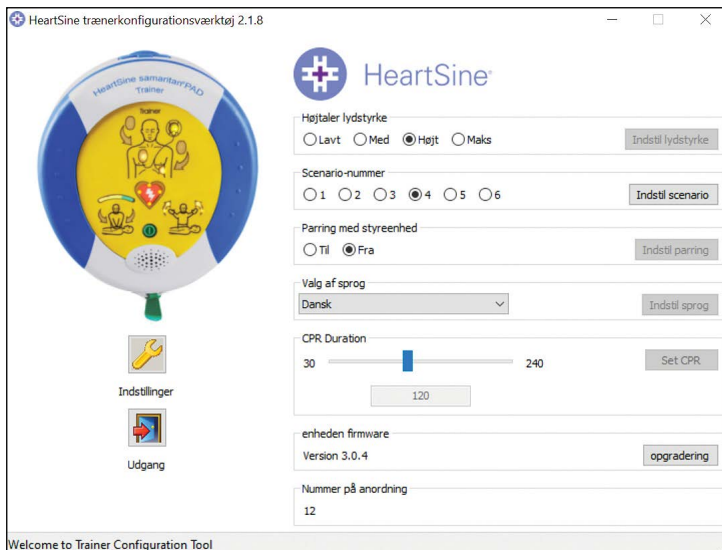 HeartSine trænerkonfigurationsværktøj 2.1.8
HeartSine samaritan® PAD
Trainer
Trainer
HeartSine®
Højtaler lydstyrke
Lavt Med Højt Maks Indstil lydstyrke
Scenario-nummer
1 2 3 4 5 6 Indstil scenario
Parring med styreenhed
Til Fra Indstil parring
Valg af sprog
Dansk Indstil sprog
CPR Duration
30 240 Set CPR
120
Indstillinger
enheden firmware
Version 3.0.4 opgradering
Udgang
Nummer på anordning
12
Welcome to Trainer Configuration Tool